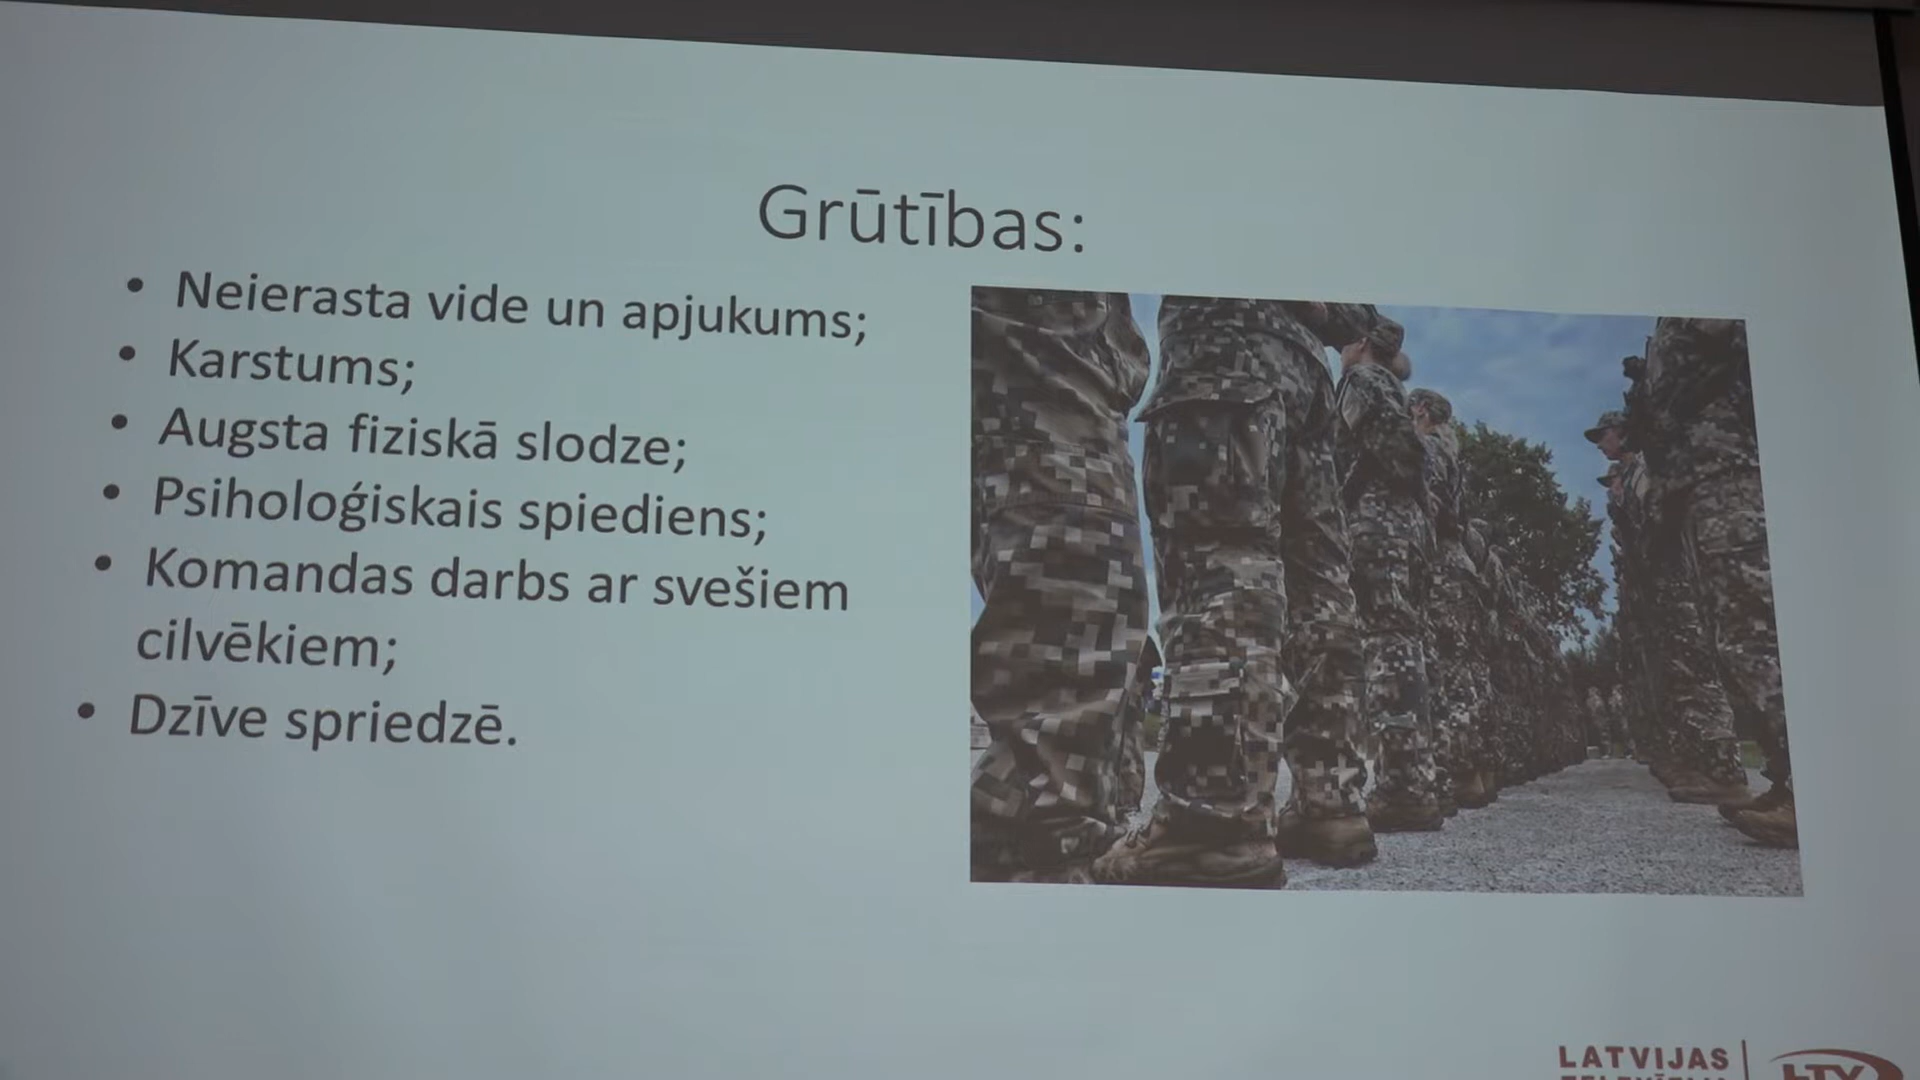 Grūtības:
• Neierasta vide un apjukums;
• Karstums;
• Augsta fiziskā slodze;
• Psiholoģiskais spiediens;
• Komandas darbs ar svešiem
cilvēkiem;
• Dzīve spriedzē.
LATVIJAS
LTV